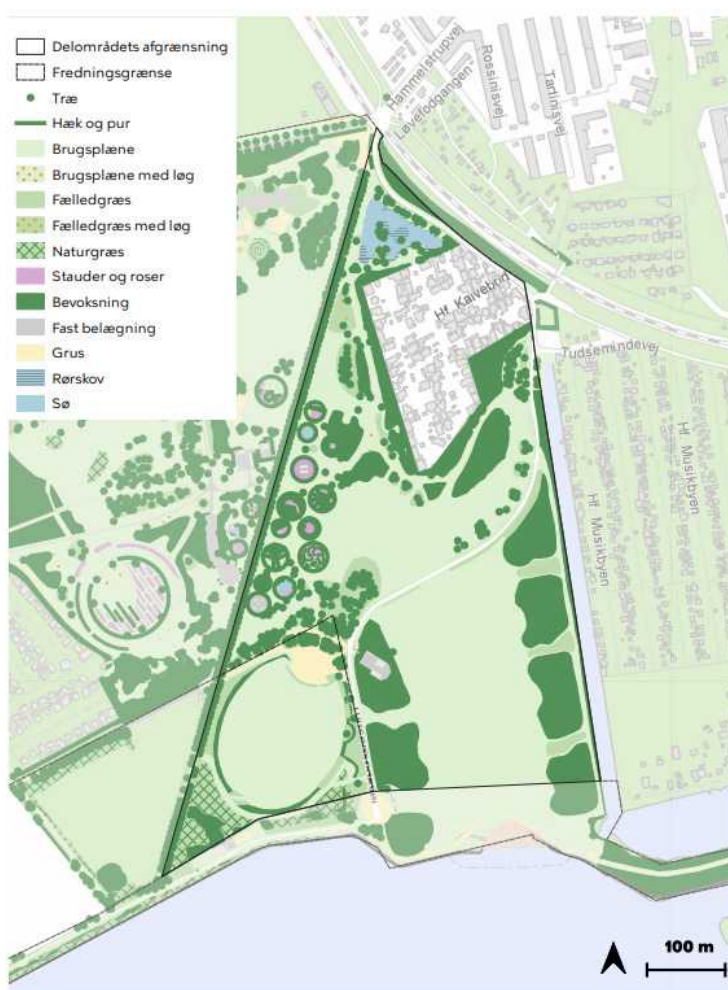 Delområdets afgrænsning
Fredningsgrænse
Træ
Hæk og pur
Brugsplæne
Brugsplæne med løg
Fælledgræs
Fælledgræs med løg
Naturgræs
Stauder og roser
Bevoksning
Fast belægning
Grus
Rørskov
Sø
Hammelstrupvej
Løvefodgangen
Rossinisvej
Tartinisvej
Hf Kalvebod
Tudsemindevej
Hf Musikbyen
Hf Musikbyen
100 m